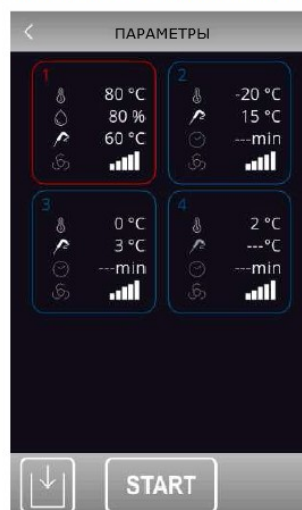 ПАРАМЕТРЫ
1
80 °C
80 %
60 °C
2
-20 °C
15 °C
---min
3
0 °C
3 °C
---min
4
2 °C
---°C
---min
START